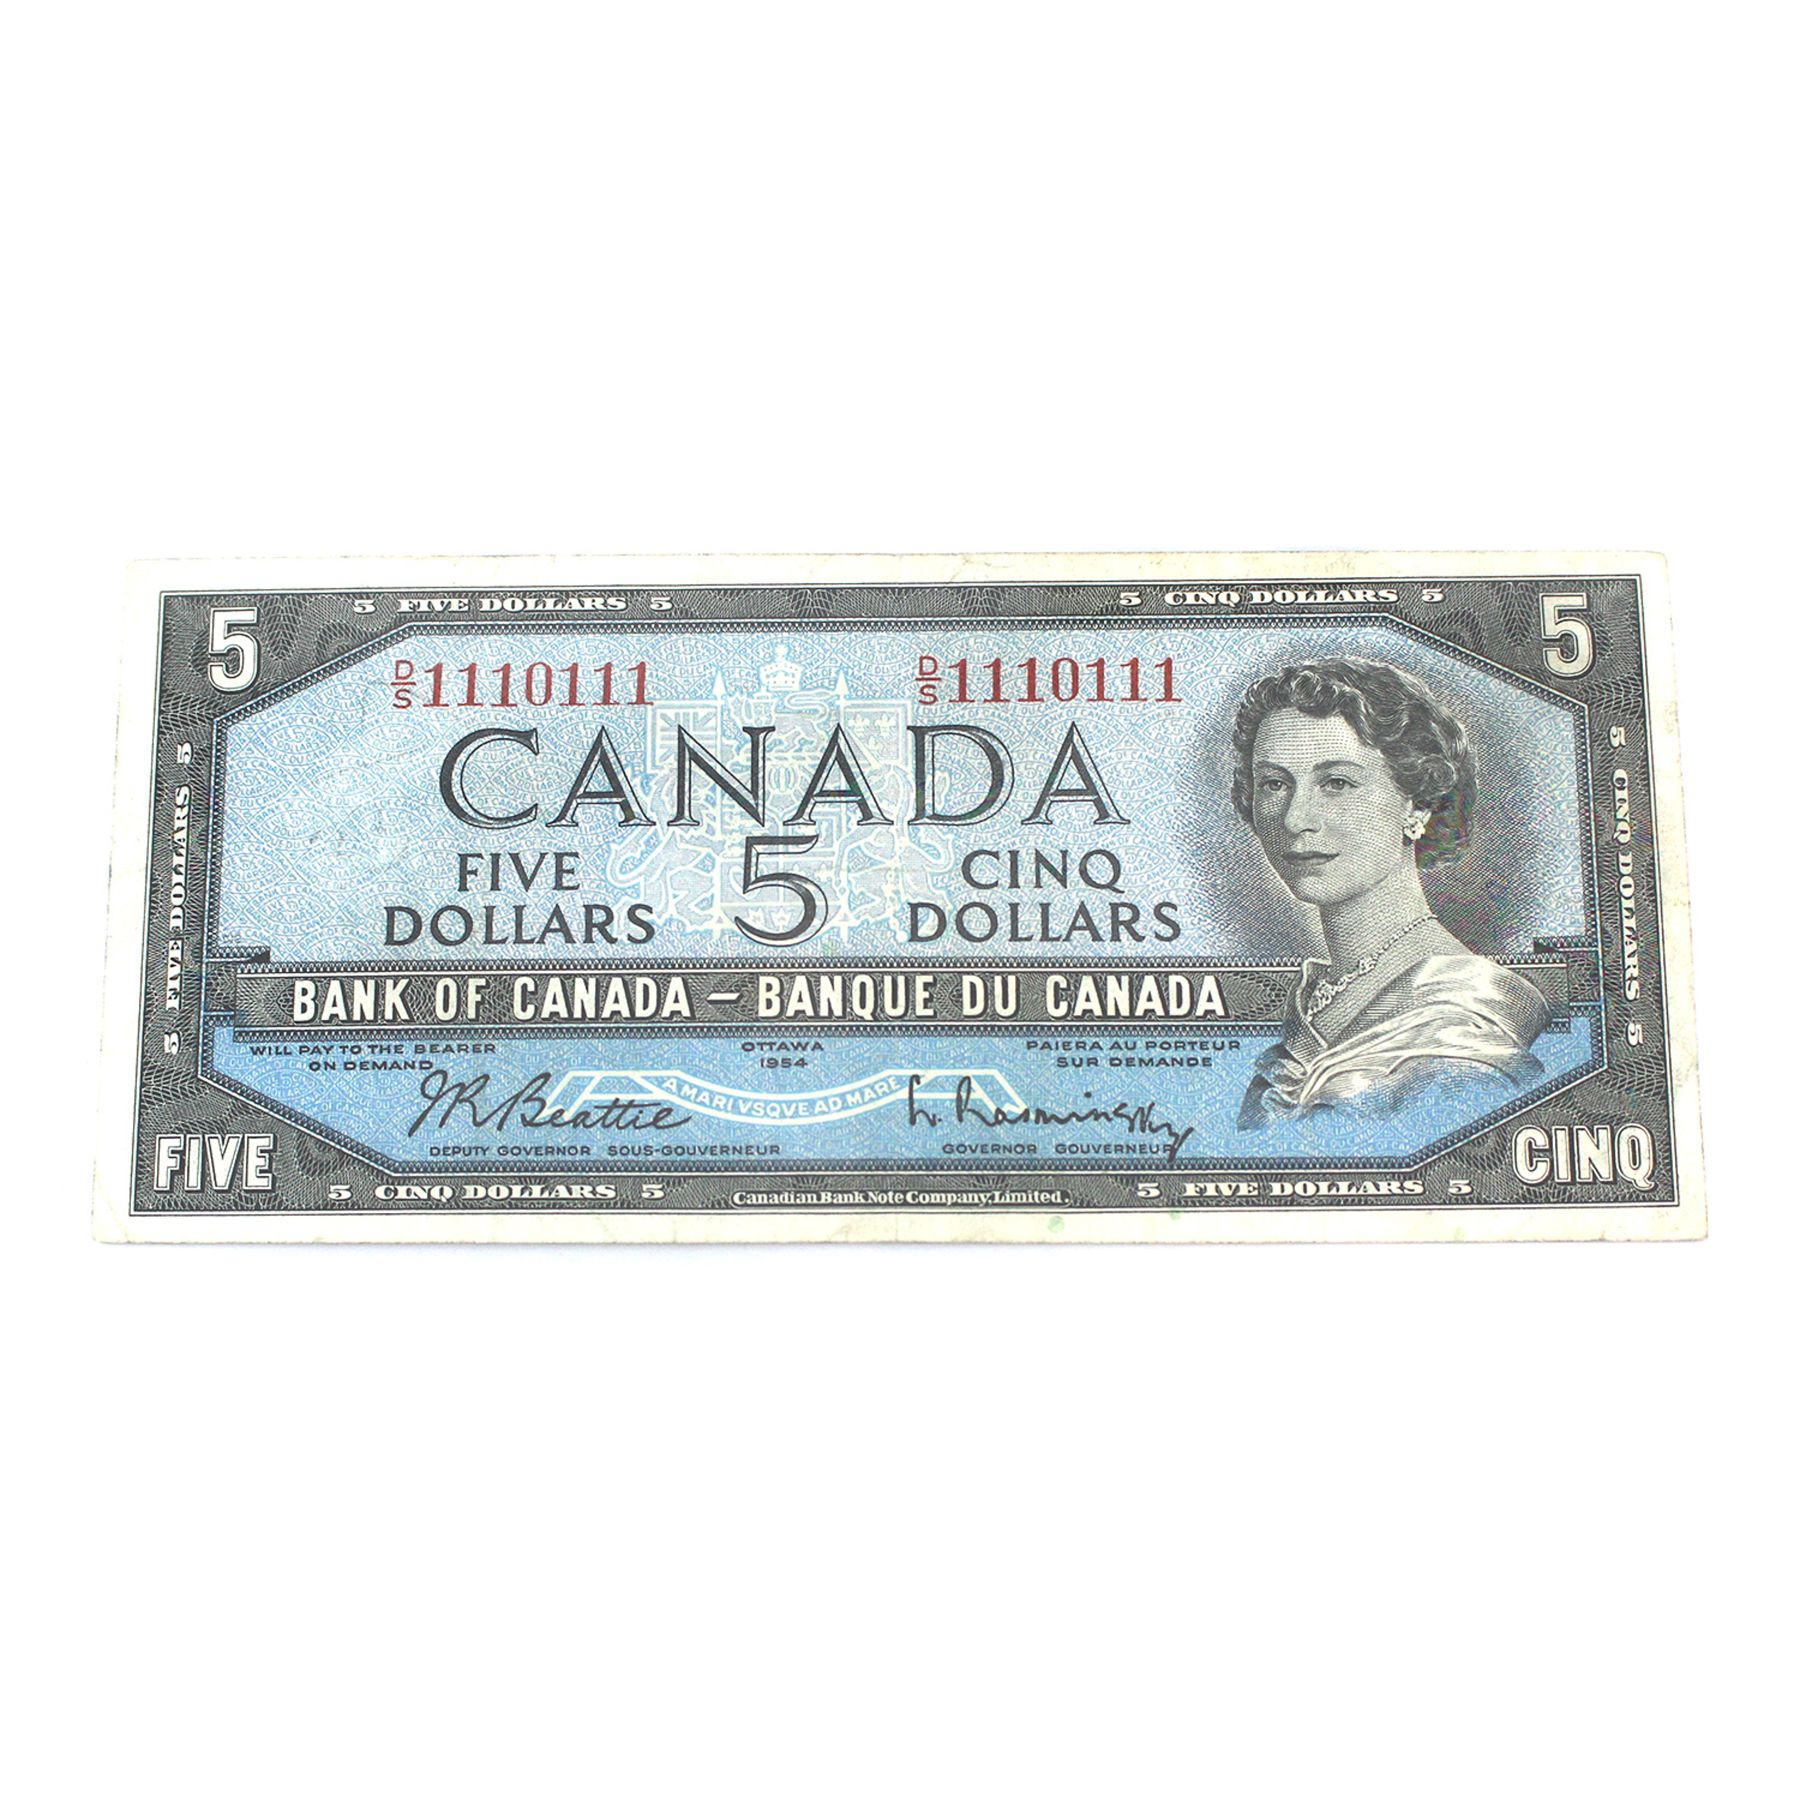 5 5 FIVE DOLLARS 5 5 CINQ DOLLARS 5 5
D/S 1110111 D/S 1110111
CANADA
FIVE DOLLARS 5 CINQ DOLLARS
5 FIVE DOLLARS 5
5 CINQ DOLLARS 5
BANK OF CANADA – BANQUE DU CANADA
WILL PAY TO THE BEARER ON DEMAND
OTTAWA
1954
PAIERA AU PORTEUR SUR DEMANDE
A MARI VSQVE AD MARE
JR Beattie
L. Rasminsky
DEPUTY GOVERNOR SOUS-GOUVERNEUR
GOVERNOR GOUVERNEUR
FIVE CINQ
5 CINQ DOLLARS 5 Canadian Bank Note Company, Limited. 5 FIVE DOLLARS 5